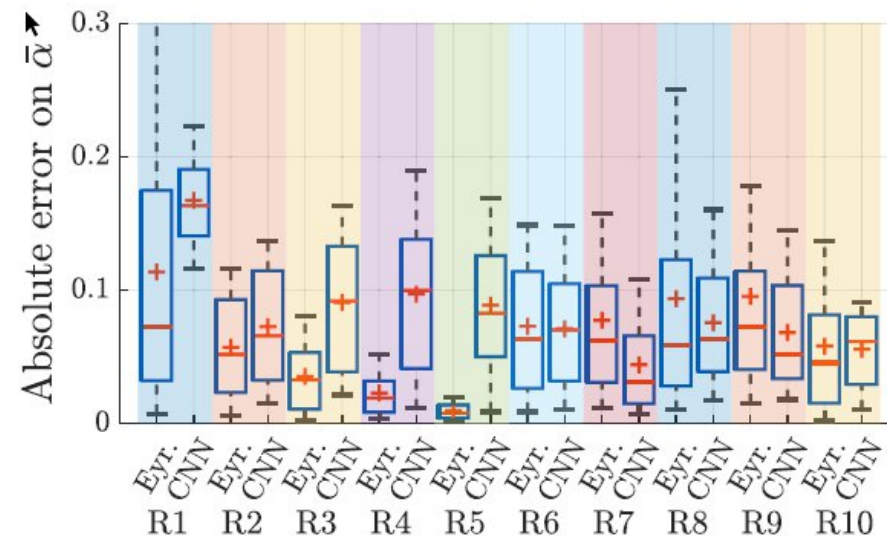 Absolute error on ᾱ
0.3
0.2
0.1
0
Eyr. CNN Eyr. CNN Eyr. CNN Eyr. CNN Eyr. CNN Eyr. CNN Eyr. CNN Eyr. CNN Eyr. CNN Eyr. CNN
R1 R2 R3 R4 R5 R6 R7 R8 R9 R10